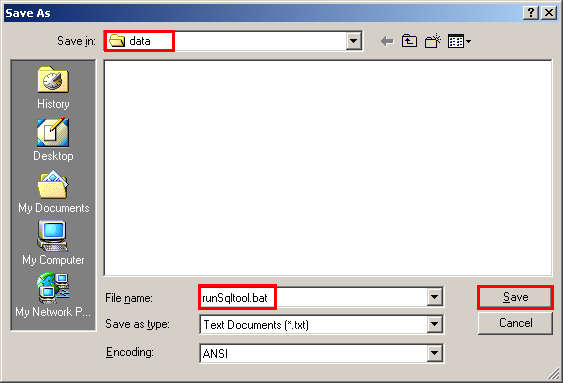 Save As
Save in: data
History
Desktop
My Documents
My Computer
My Network P...
File name: runSqltool.bat
Save
Save as type: Text Documents (*.txt)
Cancel
Encoding: ANSI